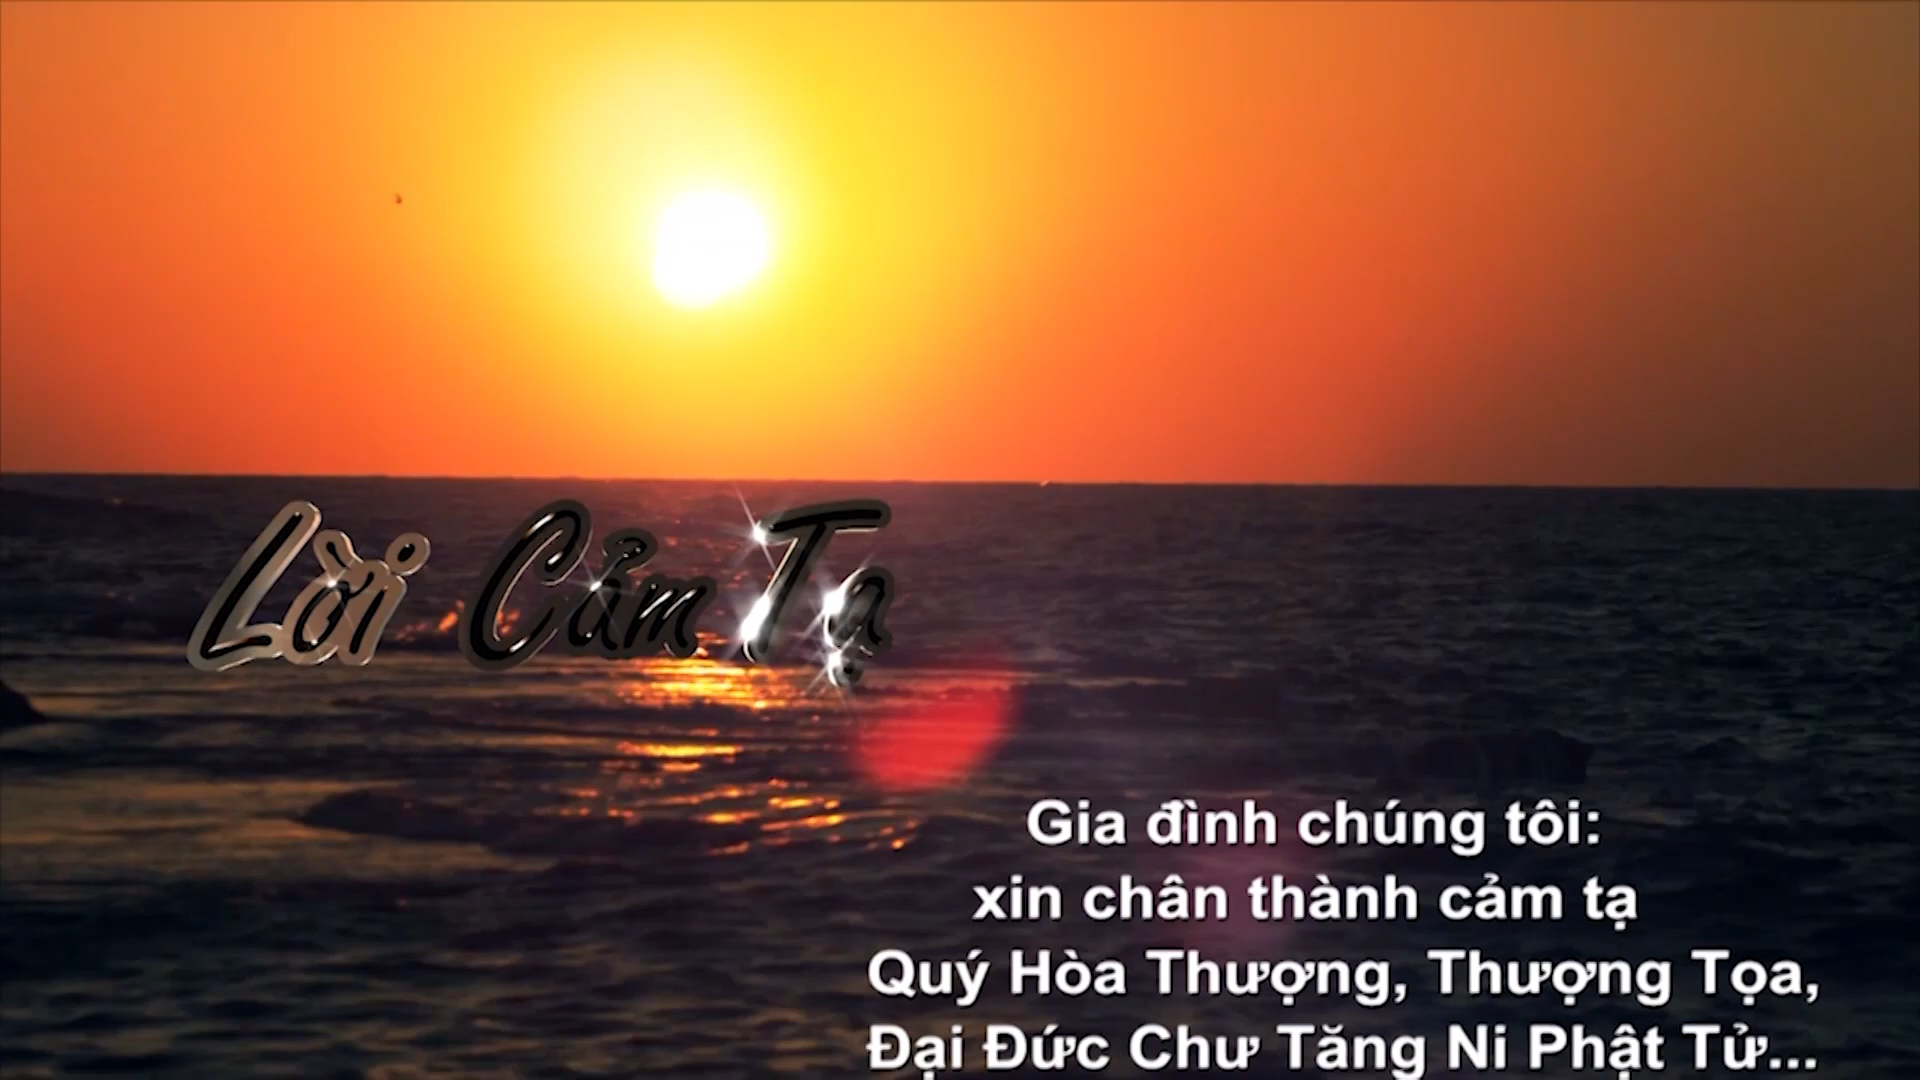 Lời Cảm Tạ
Gia đình chúng tôi:
xin chân thành cảm tạ
Quý Hòa Thượng, Thượng Tọa,
Đại Đức Chư Tăng Ni Phật Tử...